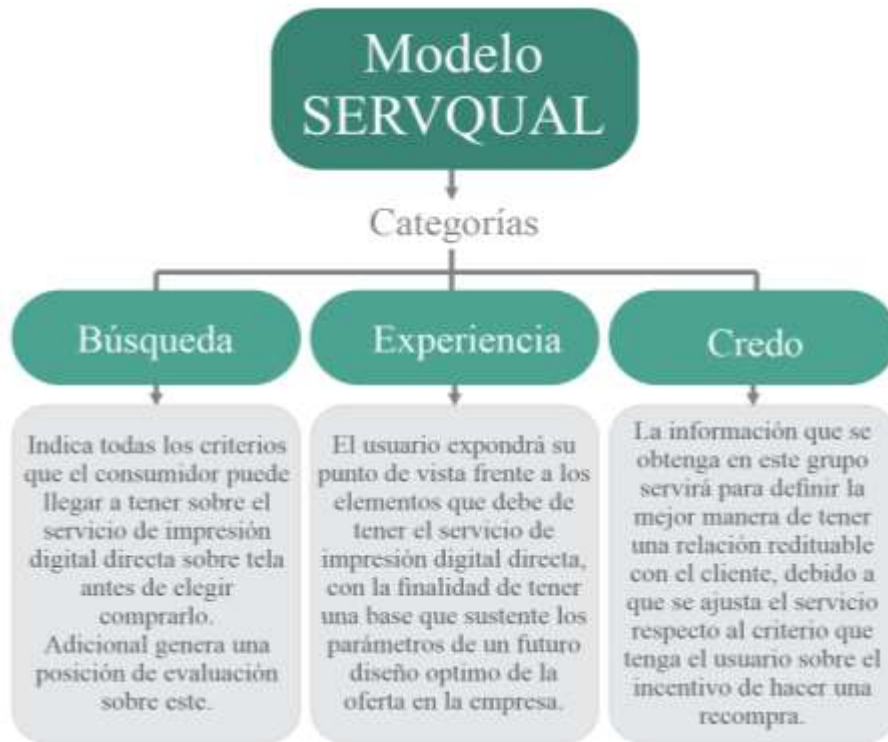 Modelo
SERVQUAL
Categorías
Búsqueda
Experiencia
Credo
Indica todas los criterios
que el consumidor puede
llegar a tener sobre el
servicio de impresión
digital directa sobre tela
antes de elegir
comprarlo.
Adicional genera una
posición de evaluación
sobre este.
El usuario expondrá su
punto de vista frente a los
elementos que debe de
tener el servicio de
impresión digital directa,
con la finalidad de tener
una base que sustente los
parámetros de un futuro
diseño optimo de la
oferta en la empresa.
La información que se
obtenga en este grupo
servirá para definir la
mejor manera de tener
una relación redituable
con el cliente, debido a
que se ajusta el servicio
respecto al criterio que
tenga el usuario sobre el
incentivo de hacer una
recompra.